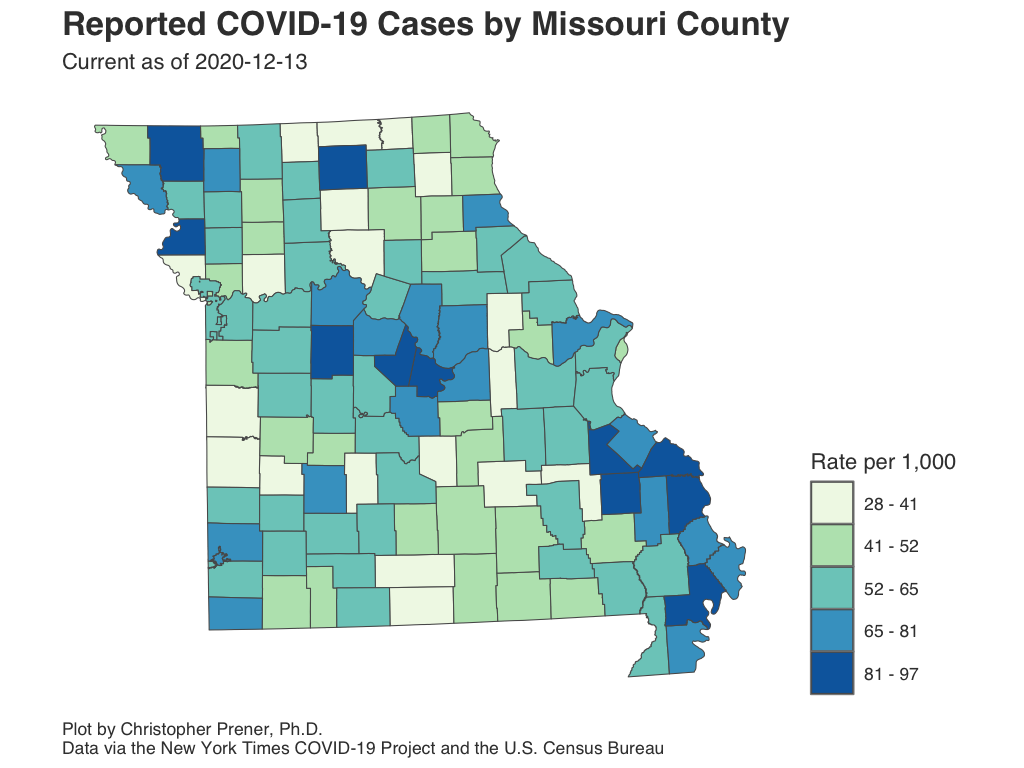 Reported COVID-19 Cases by Missouri County
Current as of 2020-12-13
Rate per 1,000
28 - 41
41 - 52
52 - 65
65 - 81
81 - 97
Plot by Christopher Prener, Ph.D.
Data via the New York Times COVID-19 Project and the U.S. Census Bureau